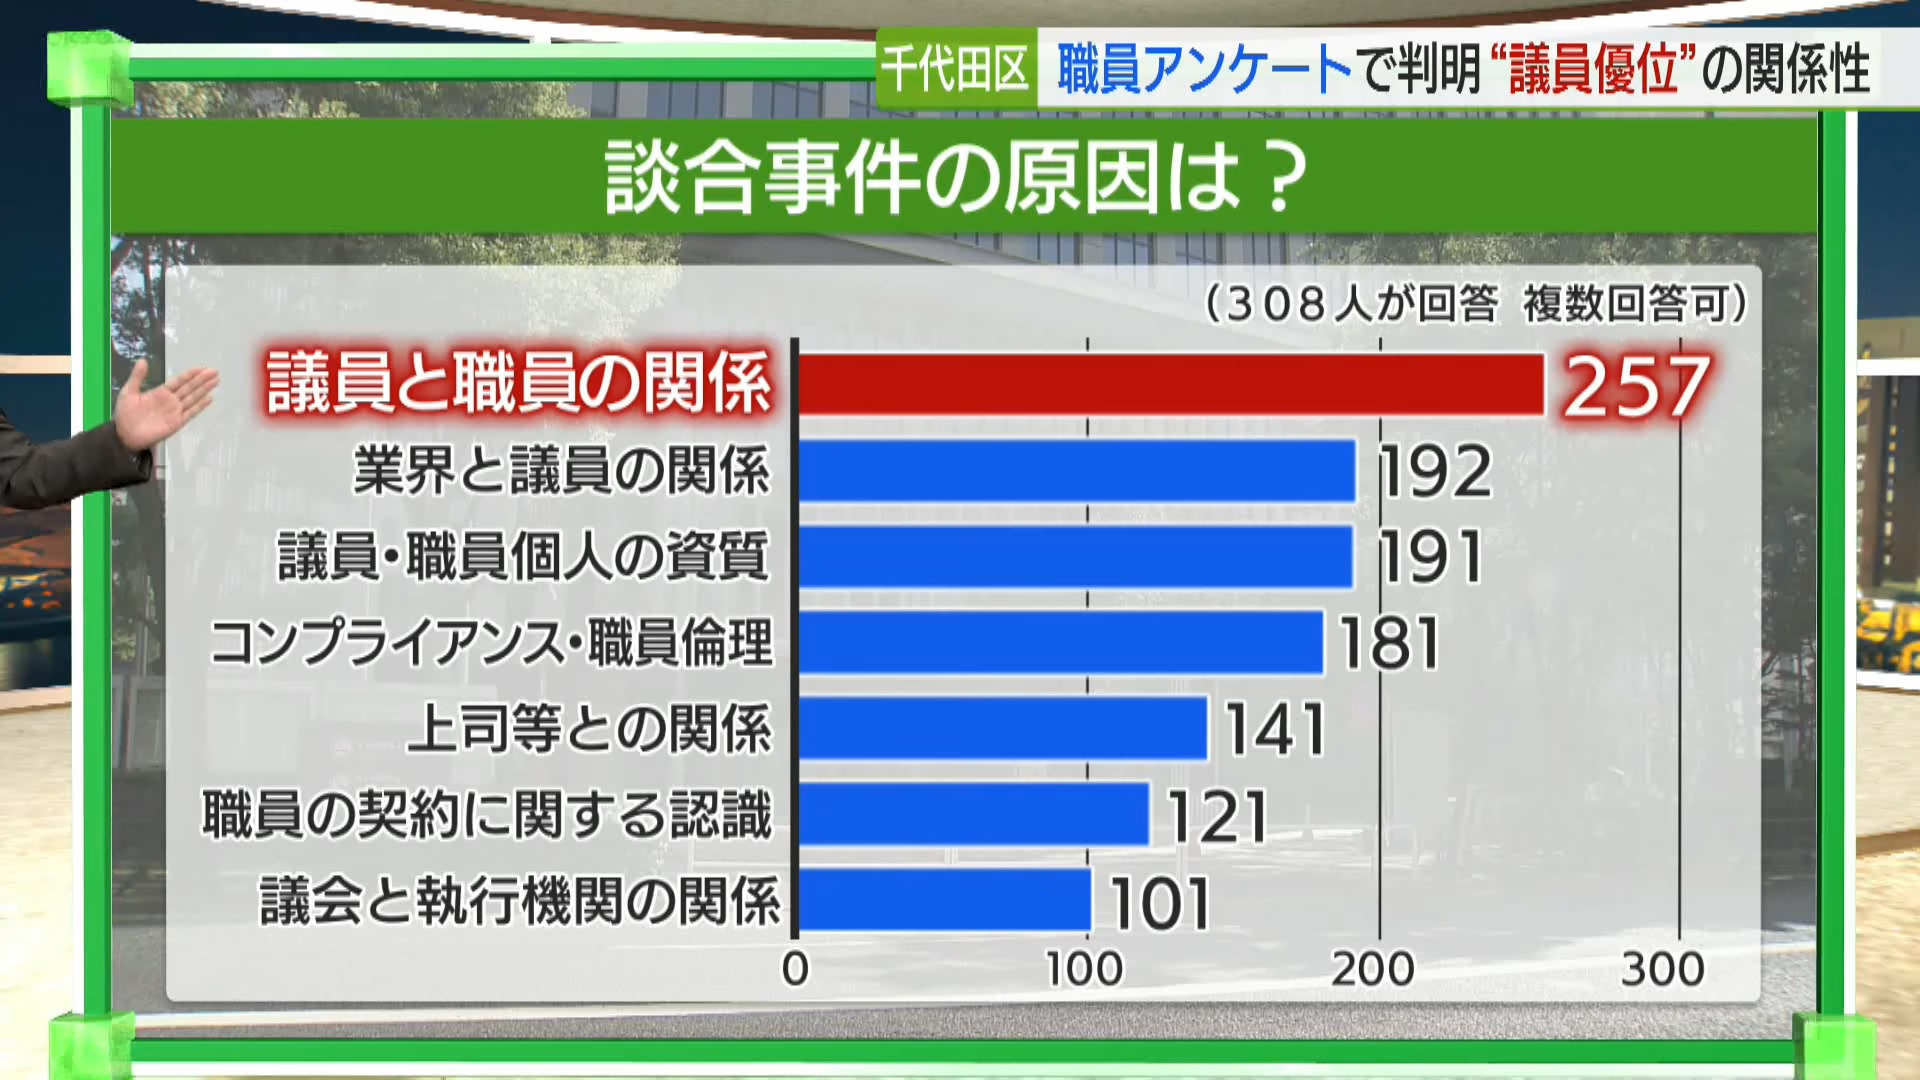 千代田区
職員アンケートで判明“議員優位”の関係性
談合事件の原因は？
（３０８人が回答 複数回答可）
議員と職員の関係 257
業界と議員の関係 192
議員・職員個人の資質 191
コンプライアンス・職員倫理 181
上司等との関係 141
職員の契約に関する認識 121
議会と執行機関の関係 101
0 100 200 300